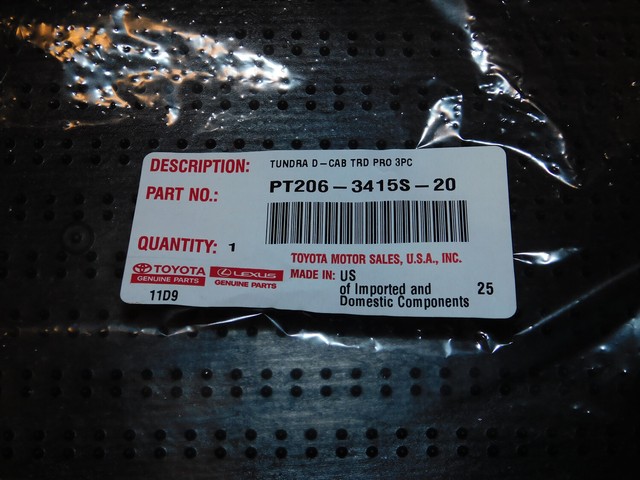 DESCRIPTION: TUNDRA D-CAB TRD PRO 3PC
PART NO.: PT206-3415S-20
QUANTITY: 1
TOYOTA MOTOR SALES, U.S.A., INC.
TOYOTA LEXUS MADE IN: US
GENUINE PARTS GENUINE PARTS
of Imported and
11D9 Domestic Components 25